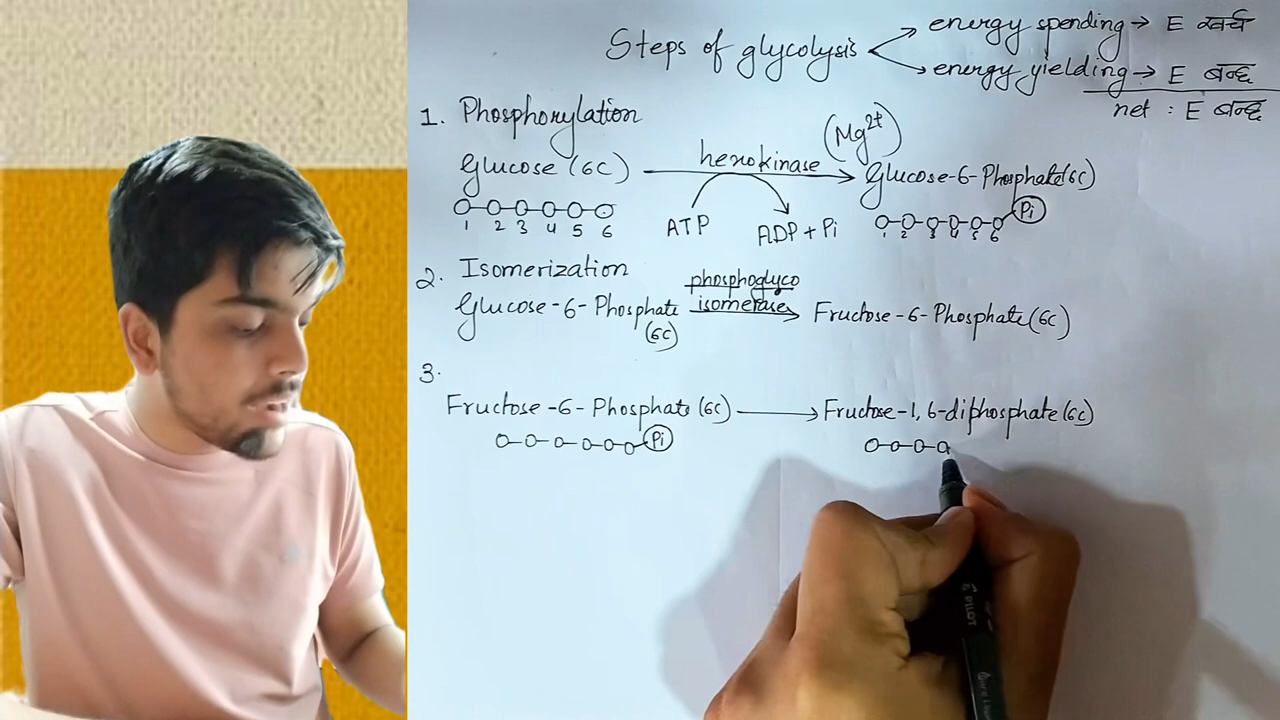 Steps of glycolysis
energy spending → E खर्च
energy yielding → E बन्छ
net : E बन्छ
1. Phosphorylation
Glucose (6C) hexokinase (Mg2+) Glucose-6-Phosphate(6C)
Pi
1 2 3 4 5 6
1 2 3 4 5 6
ATP ADP + Pi
2. Isomerization
Glucose-6-Phosphate (6C) phosphoglyco isomerase Fructose-6-Phosphate(6C)
3.
Fructose-6-Phosphate (6C) → Fructose-1,6-diphosphate(6C)
Pi
PILOT